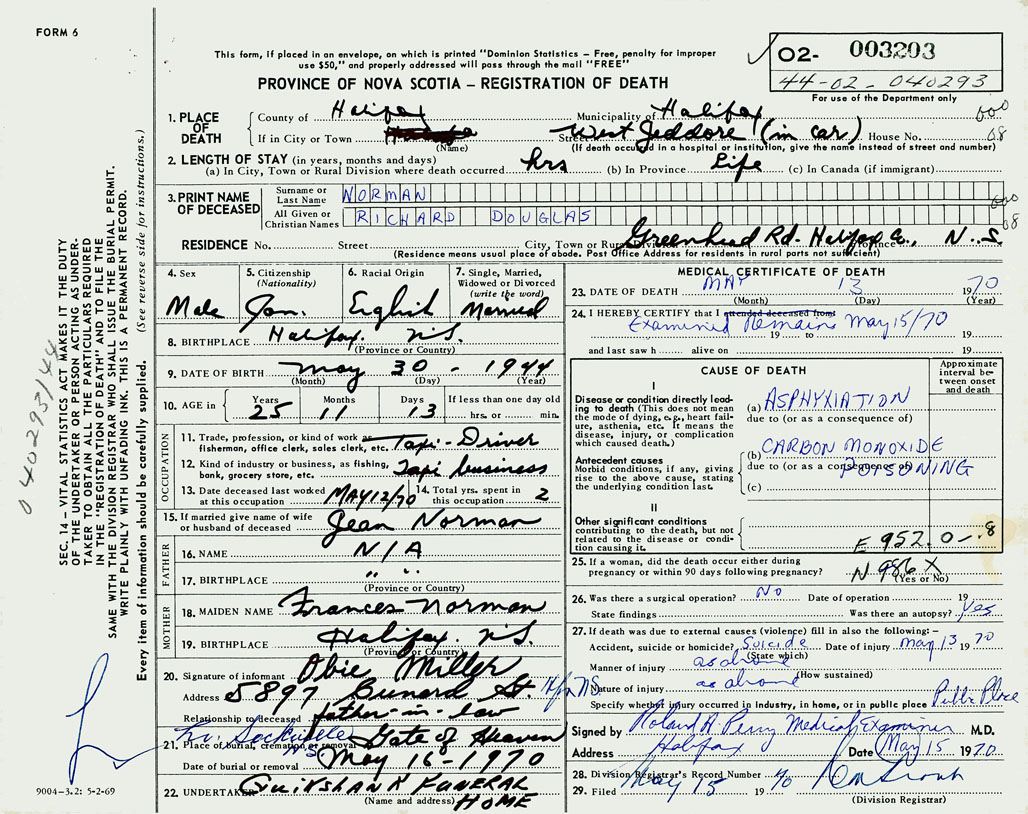 FORM 6
This form, if placed in an envelope, on which is printed "Dominion Statistics – Free, penalty for improper
use $50," and properly addressed will pass through the mail "FREE"
PROVINCE OF NOVA SCOTIA – REGISTRATION OF DEATH
02- 003203
44-02-040293
For use of the Department only
1. PLACE OF DEATH
County of Halifax Municipality of Halifax 000
If in City or Town Street West Jeddore (in car) House No. 08
(Name) (If death occurred in a hospital or institution, give the name instead of street and number)
2. LENGTH OF STAY (in years, months and days)
(a) In City, Town or Rural Division where death occurred hrs (b) In Province Life (c) In Canada (if immigrant)
3. PRINT NAME OF DECEASED
Surname or Last Name NORMAN
All Given or Christian Names RICHARD DOUGLAS
000
08
RESIDENCE No. Street City, Town or Rural Division Greenhead Rd. Halifax Co., Province N.S.
(Residence means usual place of abode. Post Office Address for residents in rural parts not sufficient)
4. Sex Male
5. Citizenship (Nationality) Can.
6. Racial Origin English
7. Single, Married, Widowed or Divorced (write the word) Married
8. BIRTHPLACE Halifax. N.S.
(Province or Country)
9. DATE OF BIRTH May 30 - 1944
(Month) (Day) (Year)
10. AGE in Years 25 Months 11 Days 13 If less than one day old hrs. or min.
OCCUPATION
11. Trade, profession, or kind of work as fisherman, office clerk, sales clerk, etc. Taxi-Driver
12. Kind of industry or business, as fishing, bank, grocery store, etc. Taxi business
13. Date deceased last worked at this occupation MAY 12/70 14. Total yrs. spent in this occupation 2
15. If married give name of wife or husband of deceased Jean Norman
FATHER
16. NAME N/A
17. BIRTHPLACE " "
(Province or Country)
MOTHER
18. MAIDEN NAME Frances Norman
19. BIRTHPLACE Halifax. N.S.
(Province or Country)
20. Signature of informant Obie Miller
Address 5897 Cunard St. Hfx NS
Relationship to deceased father-in-law
21. Place of burial, cremation or removal Lr. Sackville Gate of Heaven
Date of burial or removal May 16-1970
22. UNDERTAKER Cruikshank FUNERAL HOME
(Name and address)
MEDICAL CERTIFICATE OF DEATH
23. DATE OF DEATH MAY 13 1970
(Month) (Day) (Year)
24. I HEREBY CERTIFY that I attended deceased from
Examined Remains May 15/70
19 to 19
and last saw h alive on 19
CAUSE OF DEATH
Approximate interval between onset and death
I
Disease or condition directly leading to death (This does not mean the mode of dying, e.g., heart failure, asthenia, etc. It means the disease, injury, or complication which caused death.)
(a) ASPHYXIATION
due to (or as a consequence of)
Antecedent causes
Morbid conditions, if any, giving rise to the above cause, stating the underlying condition last.
(b) CARBON MONOXIDE
due to (or as a consequence of) POISONING
(c)
II
Other significant conditions contributing to the death, but not related to the disease or condition causing it.
E 952.0-.8
25. If a woman, did the death occur either during pregnancy or within 90 days following pregnancy? N 986 X
(Yes or No)
26. Was there a surgical operation? No Date of operation 19
State findings Was there an autopsy? Yes
27. If death was due to external causes (violence) fill in also the following:–
Accident, suicide or homicide? Suicide Date of injury May 13, 1970
(State which)
Manner of injury as above
(How sustained)
Nature of injury as above
Specify whether injury occurred in industry, in home, or in public place Public Place
Signed by Roland A. Perry Medical Examiner M.D.
Address Halifax Date May 15 1970
28. Division Registrar's Record Number
29. Filed May 15 1970
(Division Registrar)
SEC. 14 – VITAL STATISTICS ACT MAKES IT THE DUTY
OF THE UNDERTAKER OR PERSON ACTING AS UNDER-
TAKER TO OBTAIN ALL THE PARTICULARS REQUIRED
IN THE "REGISTRATION OF DEATH" AND TO FILE THE
SAME WITH THE DIVISION REGISTRAR WHO SHALL ISSUE THE BURIAL PERMIT.
WRITE PLAINLY WITH UNFADING INK. THIS IS A PERMANENT RECORD.
Every item of information should be carefully supplied. (See reverse side for instructions.)
040293144
9004-3.2: 5-2-69